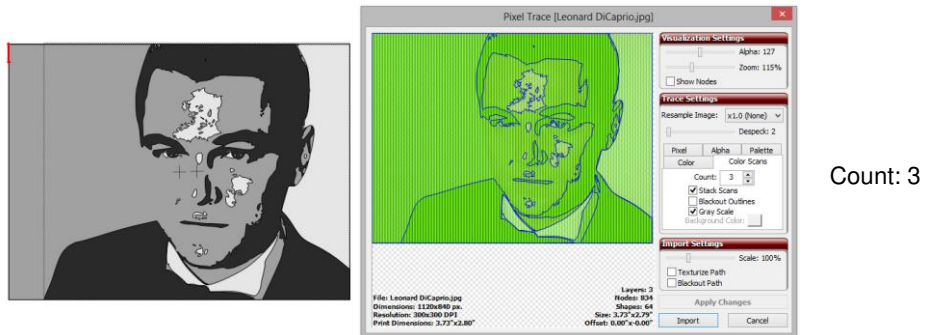 Pixel Trace [Leonard DiCaprio.jpg]
Visualization Settings
Alpha: 127
Zoom: 115%
Show Nodes
Trace Settings
Resample Image: x1.0 (None)
Despeck: 2
Pixel Alpha Palette
Color Color Scans
Count: 3
Stack Scans
Blackout Outlines
Gray Scale
Background Color:
Import Settings
Scale: 100%
Texturize Path
Blackout Path
Apply Changes
Import Cancel
File: Leonard DiCaprio.jpg
Dimensions: 1120x840 px.
Resolution: 300x300 DPI
Print Dimensions: 3.73"x2.80"
Layers: 3
Nodes: 834
Shapes: 64
Size: 3.73"x2.79"
Offset: 0.00"x-0.00"
Count: 3